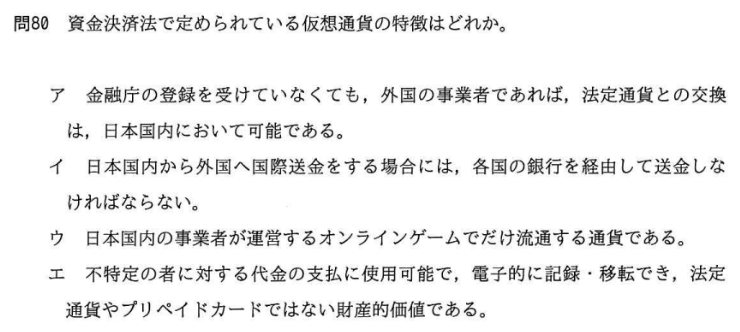 問80　資金決済法で定められている仮想通貨の特徴はどれか。
ア　金融庁の登録を受けていなくても，外国の事業者であれば，法定通貨との交換
は，日本国内において可能である。
イ　日本国内から外国へ国際送金をする場合には，各国の銀行を経由して送金しな
ければならない。
ウ　日本国内の事業者が運営するオンラインゲームでだけ流通する通貨である。
エ　不特定の者に対する代金の支払に使用可能で，電子的に記録・移転でき，法定
通貨やプリペイドカードではない財産的価値である。